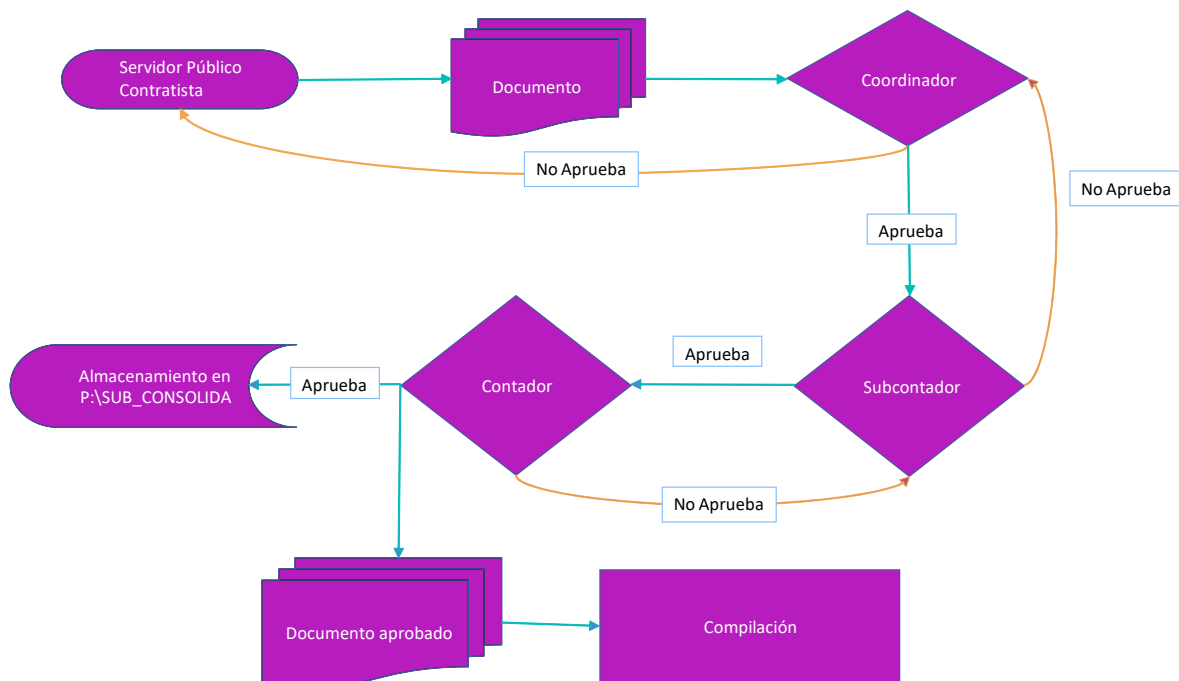 Servidor Público
Contratista
Documento
Coordinador
No Aprueba
No Aprueba
Aprueba
Aprueba
Almacenamiento en
P:\SUB_CONSOLIDA
Aprueba
Contador
Subcontador
No Aprueba
Documento aprobado
Compilación